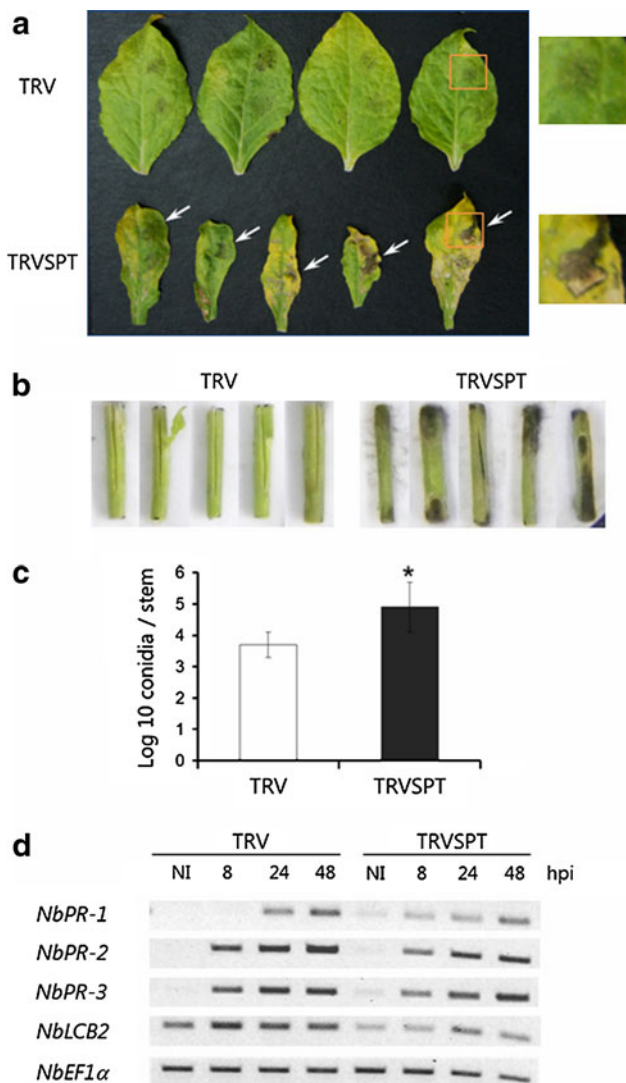 a
TRV
TRVSPT
b
TRV TRVSPT
c
Log 10 conidia / stem
6
5
4
3
2
1
0
*
TRV TRVSPT
d
TRV TRVSPT
NI 8 24 48 NI 8 24 48 hpi
NbPR-1
NbPR-2
NbPR-3
NbLCB2
NbEF1α